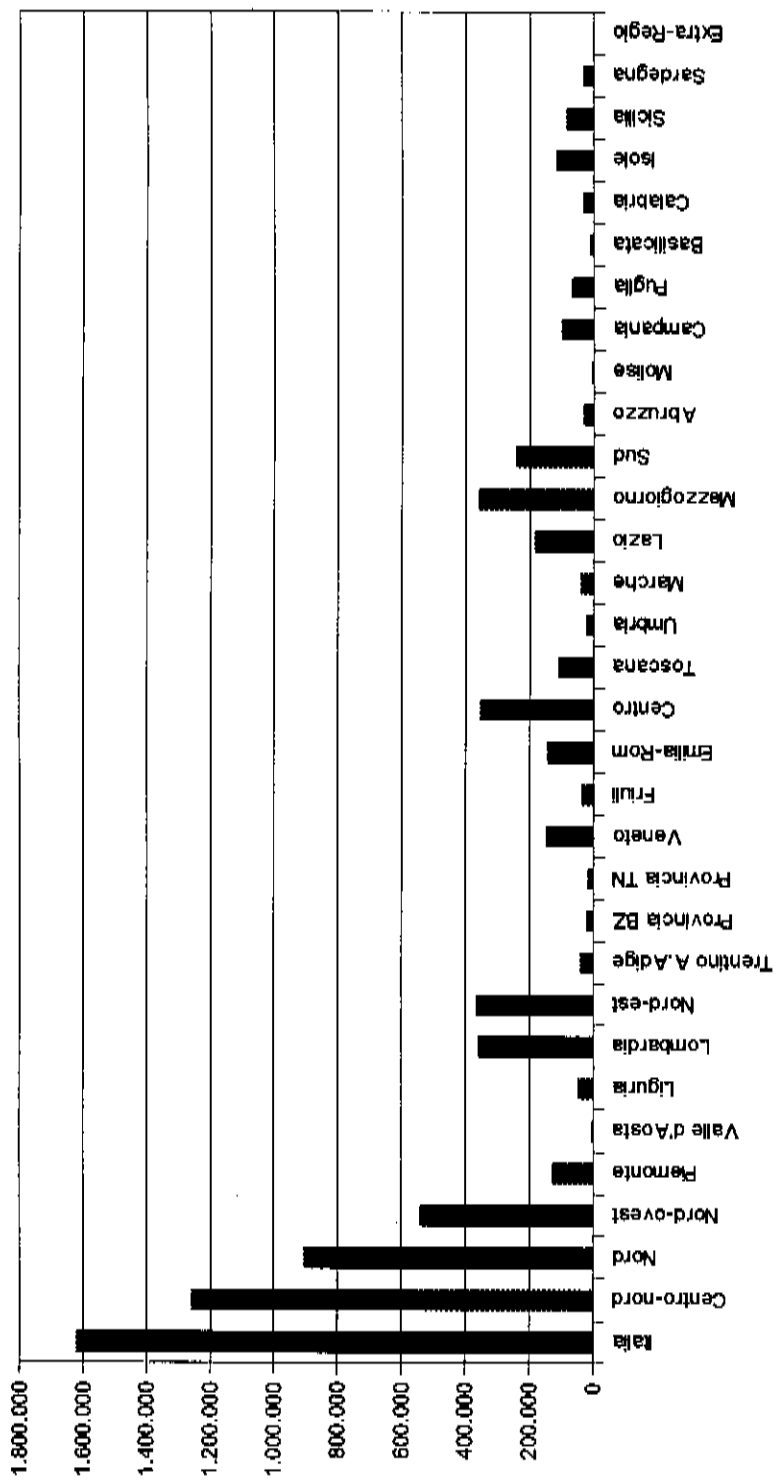 1.800.000
1.600.000
1.400.000
1.200.000
1.000.000
800.000
600.000
400.000
200.000
0
Italia
Centro-nord
Nord
Nord-ovest
Piemonte
Valle d'Aosta
Liguria
Lombardia
Nord-est
Trentino A.Adige
Provincia BZ
Provincia TN
Veneto
Friuli
Emilia-Rom
Centro
Toscana
Umbria
Marche
Lazio
Mezzogiorno
Sud
Abruzzo
Molise
Campania
Puglia
Basilicata
Calabria
Isole
Sicilia
Sardegna
Extra-Regio